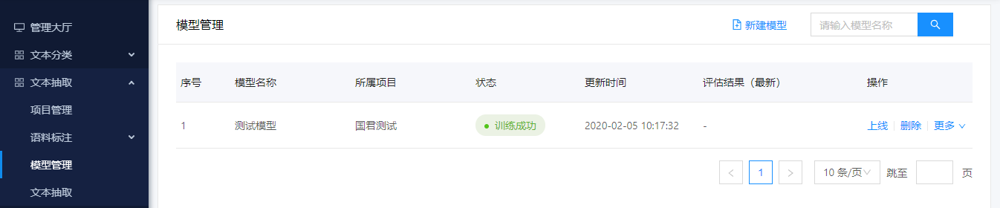 管理大厅
文本分类
文本抽取
项目管理
语料标注
模型管理
文本抽取
模型管理 新建模型 请输入模型名称
序号 模型名称 所属项目 状态 更新时间 评估结果（最新） 操作
1 测试模型 国君测试 训练成功 2020-02-05 10:17:32 - 上线 删除 更多
1 10 条/页 跳至 页